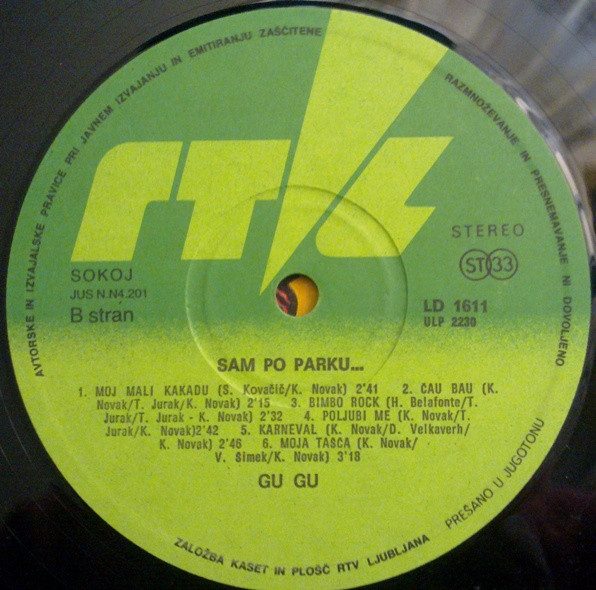 AVTORSKE IN IZVAJALSKE PRAVICE PRI JAVNEM IZVAJANJU IN EMITIRANJU ZAŠČITENE
RAZMNOŽEVANJE IN PRESNEMAVANJE NI DOVOLJENO
rtl
SOKOJ
JUS N.N4.201
B stran
STEREO
ST 33
LD 1611
ULP 2230
SAM PO PARKU...
1. MOJ MALI KAKADU (S. Kovačič/K. Novak) 2'41 2. ČAU BAU (K.
Novak/T. Jurak/K. Novak) 2'15 3. BIMBO ROCK (H. Belafonte/T.
Jurak/T. Jurak - K. Novak) 2'32 4. POLJUBI ME (K. Novak/T.
Jurak/K. Novak)2'42 5. KARNEVAL (K. Novak/D. Velkaverh/
K. Novak) 2'46 6. MOJA TAŠČA (K. Novak/
V. Šimek/K. Novak) 3'18
GU GU
PREŠANO U JUGOTONU
ZALOŽBA KASET IN PLOŠČ RTV LJUBLJANA